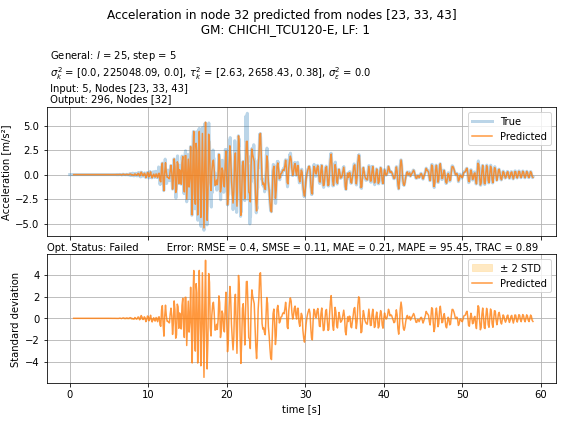 Acceleration in node 32 predicted from nodes [23, 33, 43]
GM: CHICHI_TCU120-E, LF: 1
General: l = 25, step = 5
σ²ₖ = [0.0, 225048.09, 0.0], τ²ₖ = [2.63, 2658.43, 0.38], σ²ε = 0.0
Input: 5, Nodes [23, 33, 43]
Output: 296, Nodes [32]
Acceleration [m/s²]
5.0
2.5
0.0
−2.5
−5.0
True
Predicted
Opt. Status: Failed
Error: RMSE = 0.4, SMSE = 0.11, MAE = 0.21, MAPE = 95.45, TRAC = 0.89
Standard deviation
4
2
0
−2
−4
± 2 STD
Predicted
0 10 20 30 40 50 60
time [s]